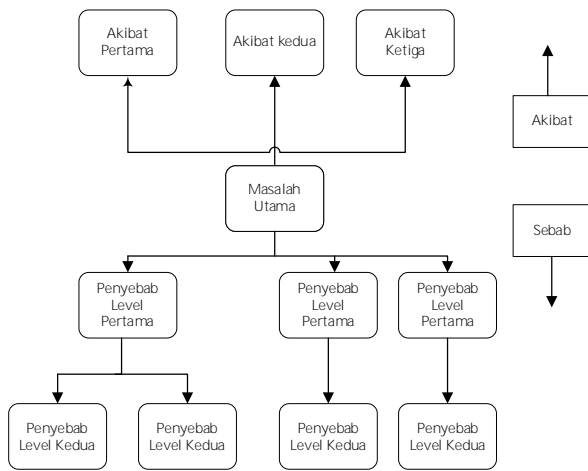 Akibat
Pertama
Akibat kedua
Akibat
Ketiga
Akibat
Masalah
Utama
Sebab
Penyebab
Level
Pertama
Penyebab
Level
Pertama
Penyebab
Level
Pertama
Penyebab
Level Kedua
Penyebab
Level Kedua
Penyebab
Level Kedua
Penyebab
Level Kedua